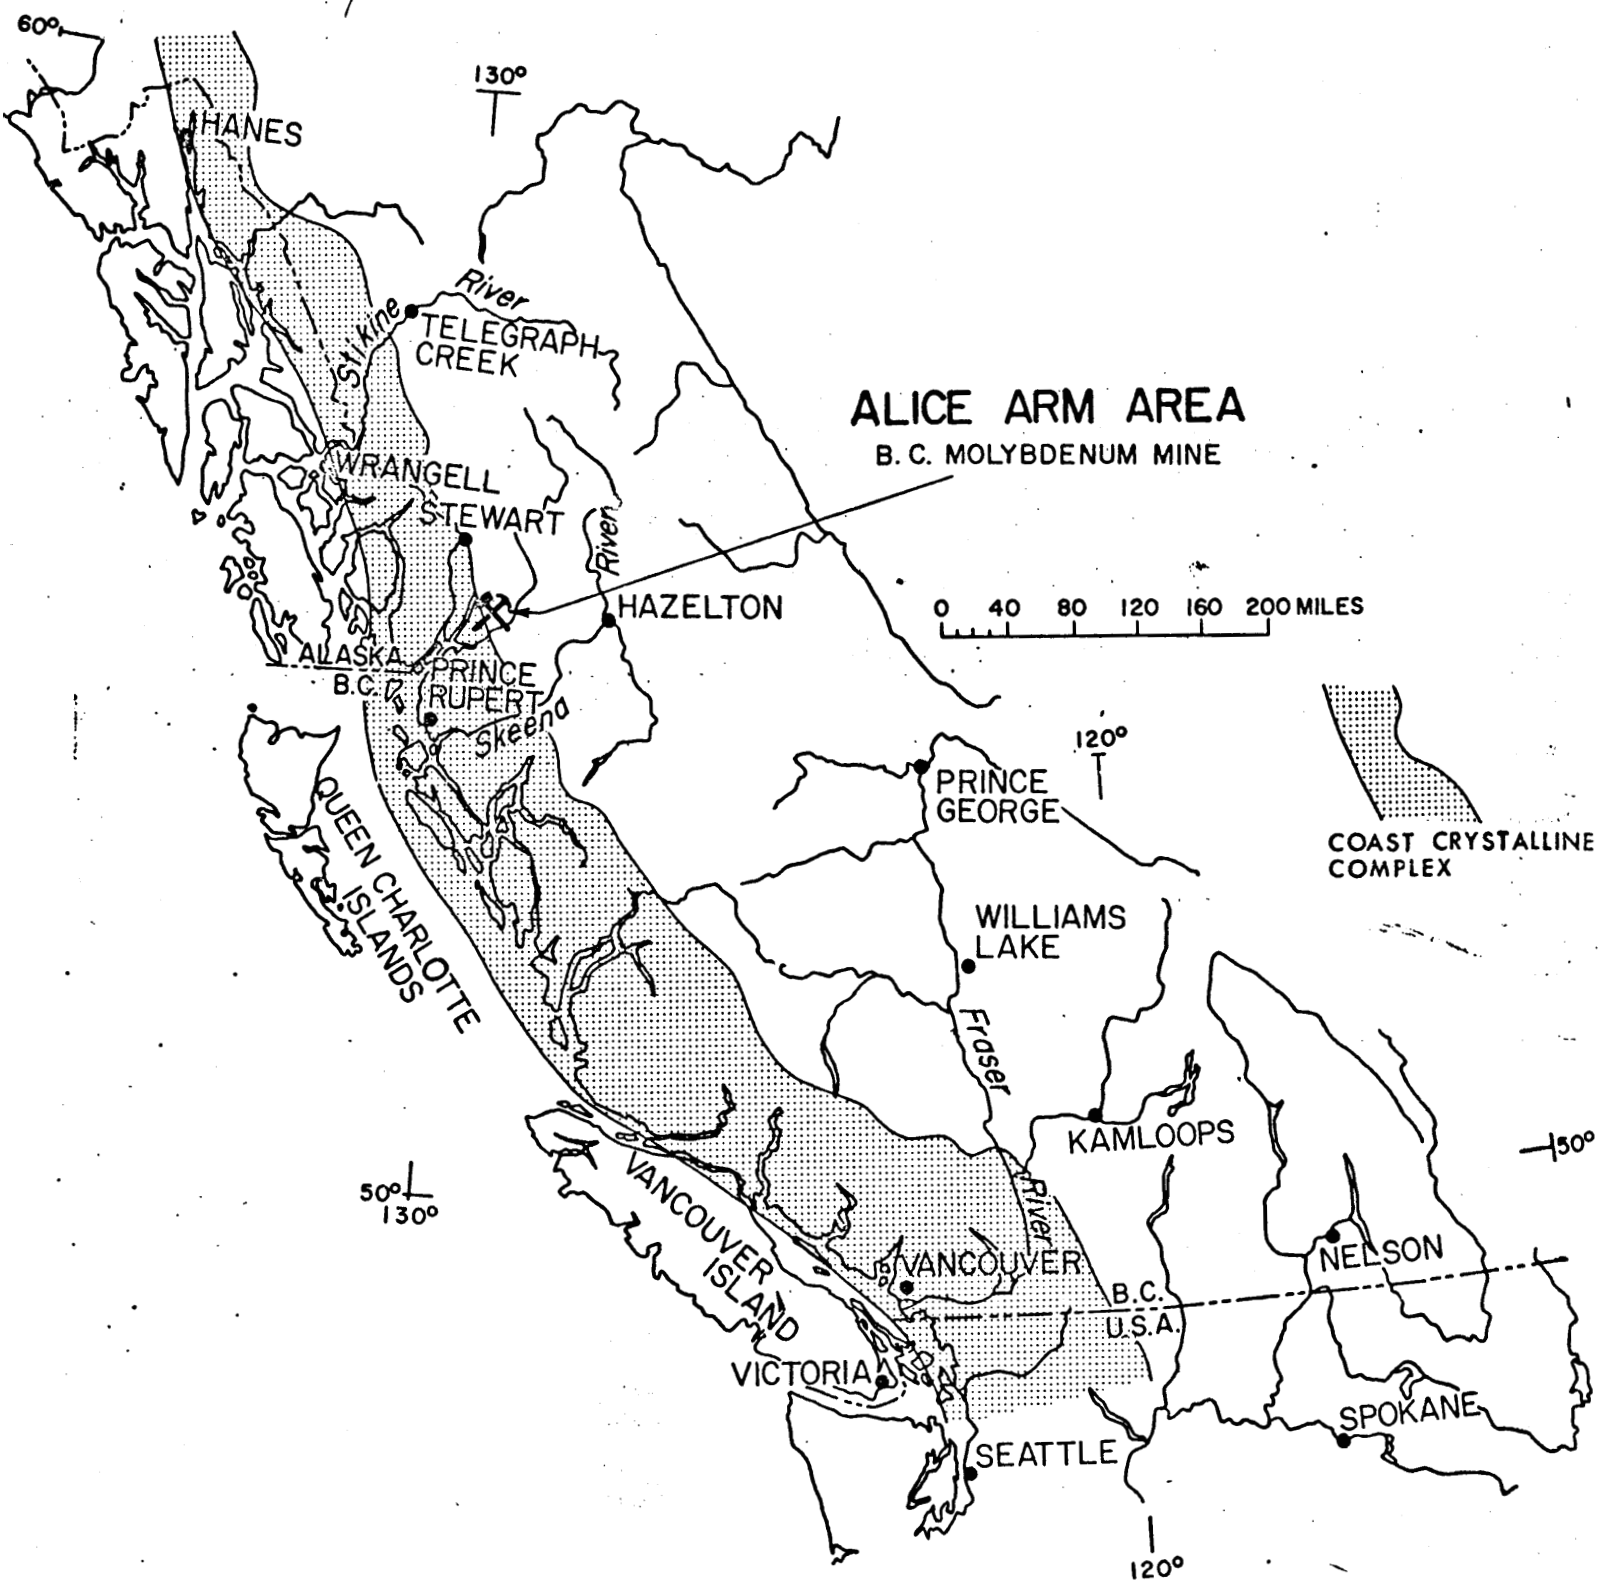 60°
130°
HANES
River
Stikine
TELEGRAPH
CREEK
ALICE ARM AREA
B. C. MOLYBDENUM MINE
WRANGELL
STEWART
River
HAZELTON
0 40 80 120 160 200 MILES
ALASKA
B.C.
PRINCE
RUPERT
Skeena
120°
PRINCE
GEORGE
QUEEN CHARLOTTE
ISLANDS
COAST CRYSTALLINE
COMPLEX
WILLIAMS
LAKE
Fraser
KAMLOOPS
50°
50°
130°
VANCOUVER
ISLAND
River
VANCOUVER
NELSON
B.C.
U.S.A.
VICTORIA
SPOKANE
SEATTLE
120°